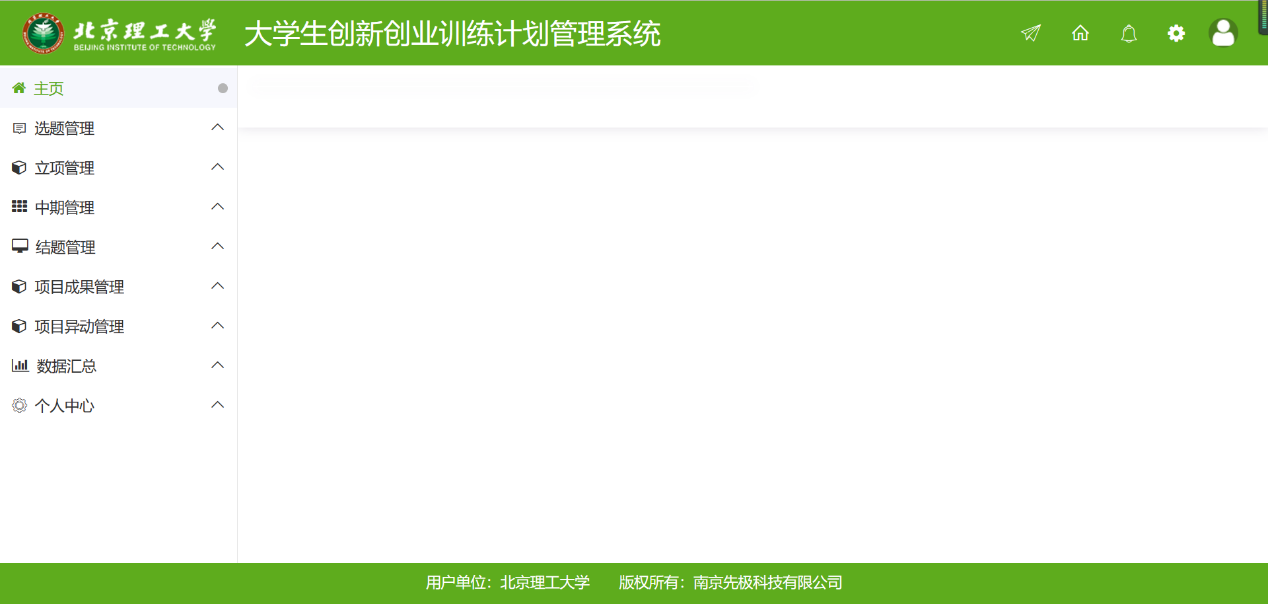 北京理工大学
BEIJING INSTITUTE OF TECHNOLOGY
大学生创新创业训练计划管理系统
主页
选题管理
立项管理
中期管理
结题管理
项目成果管理
项目异动管理
数据汇总
个人中心
用户单位：北京理工大学 版权所有：南京先极科技有限公司